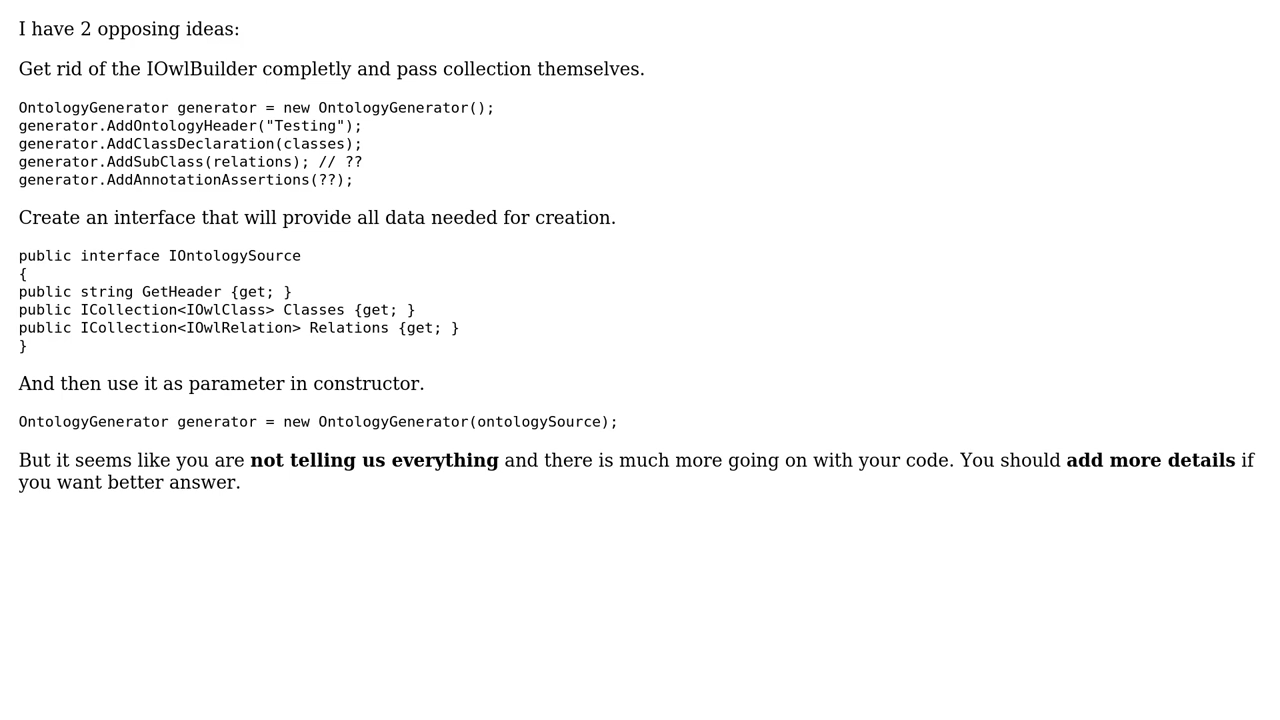 I have 2 opposing ideas:
Get rid of the IOwlBuilder completly and pass collection themselves.
OntologyGenerator generator = new OntologyGenerator();
generator.AddOntologyHeader("Testing");
generator.AddClassDeclaration(classes);
generator.AddSubClass(relations); // ??
generator.AddAnnotationAssertions(??);
Create an interface that will provide all data needed for creation.
public interface IOntologySource
{
public string GetHeader {get; }
public ICollection<IOwlClass> Classes {get; }
public ICollection<IOwlRelation> Relations {get; }
}
And then use it as parameter in constructor.
OntologyGenerator generator = new OntologyGenerator(ontologySource);
But it seems like you are not telling us everything and there is much more going on with your code. You should add more details if
you want better answer.